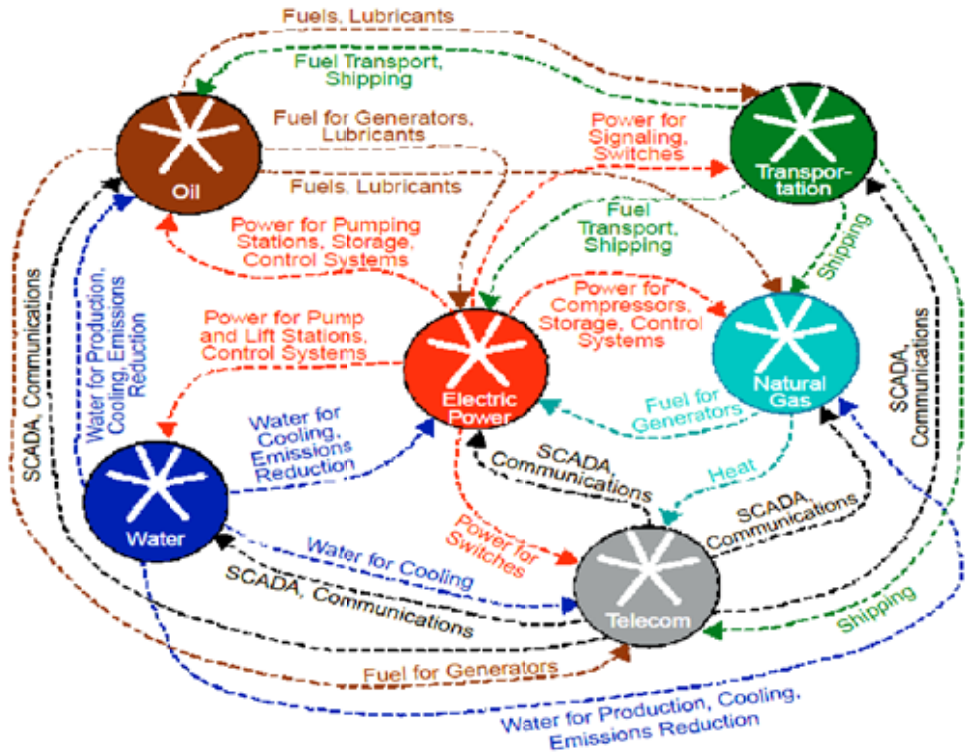 Fuels, Lubricants
Fuel Transport,
Shipping
Fuel for Generators,
Lubricants
Power for
Signaling,
Switches
Oil
Transpor-
tation
Fuels, Lubricants
Power for Pumping
Stations, Storage,
Control Systems
Fuel
Transport,
Shipping
Shipping
Power for
Compressors,
Storage, Control
Systems
Power for Pump
and Lift Stations,
Control Systems
SCADA, Communications
Water for Production,
Cooling, Emissions
Reduction
Electric
Power
Natural
Gas
SCADA,
Communications
Fuel for
Generators
Water for
Cooling,
Emissions
Reduction
SCADA,
Communications
Heat
SCADA,
Communications
Water
Power for
Switches
Water for Cooling
SCADA, Communications
Telecom
Shipping
Fuel for Generators
Water for Production, Cooling,
Emissions Reduction